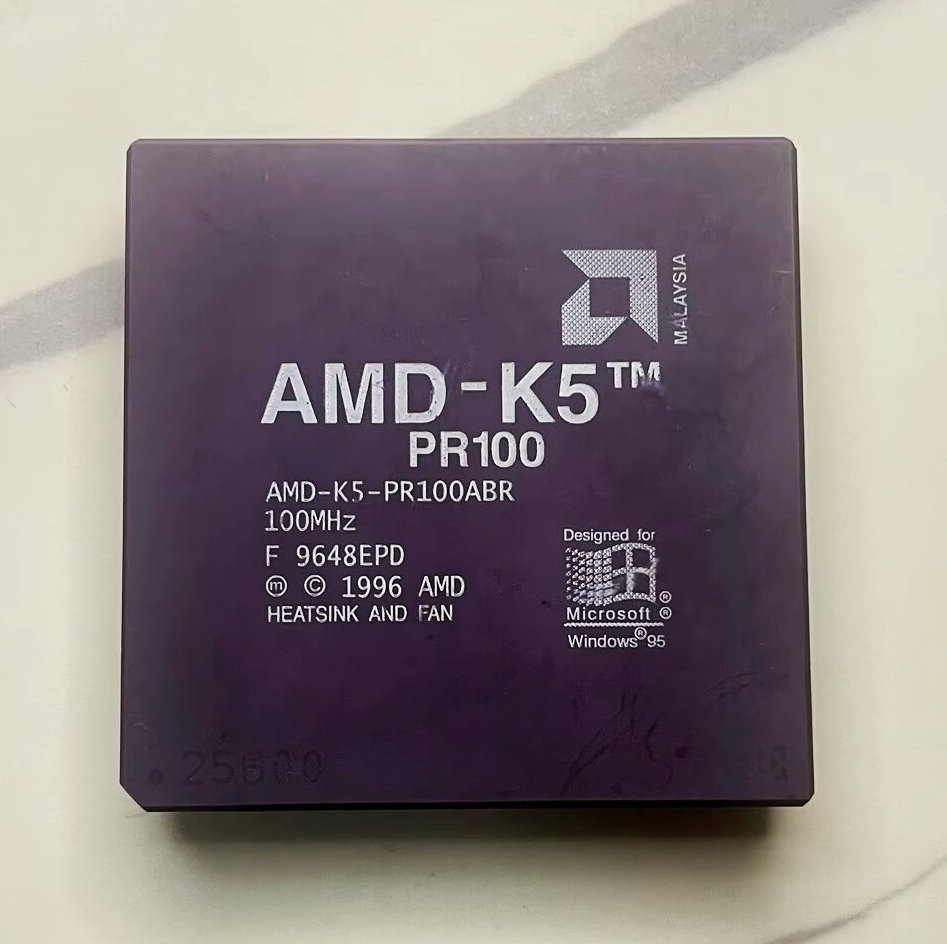 MALAYSIA
AMD-K5™
PR100
AMD-K5-PR100ABR
100MHz
F 9648EPD
ⓜ © 1996 AMD
HEATSINK AND FAN
Designed for
®
Microsoft ®
Windows® 95